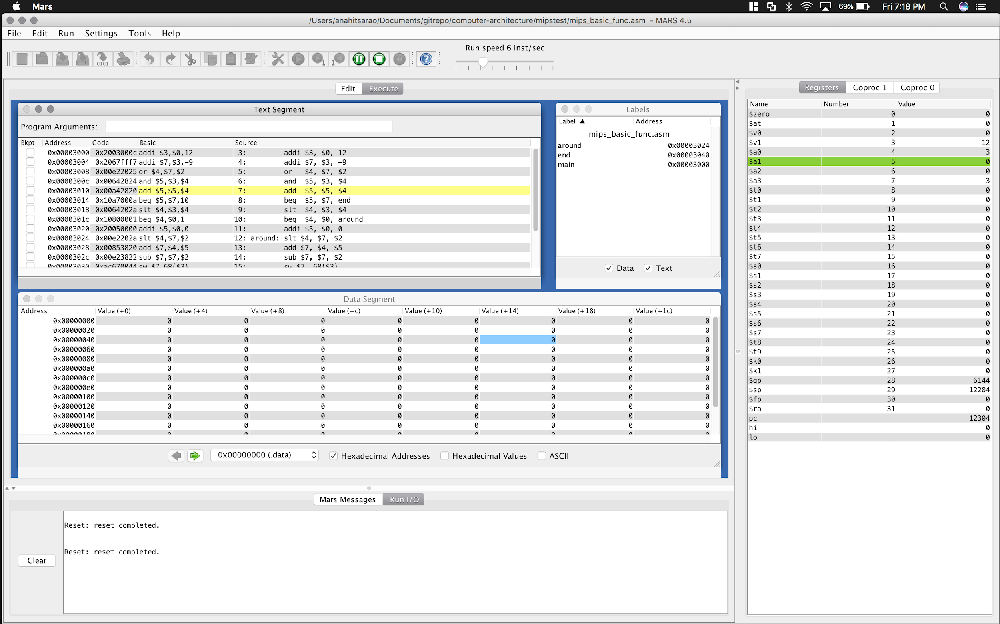 Mars 69% Fri 7:18 PM
/Users/anahitsarao/Documents/gitrepo/computer-architecture/mipstest/mips_basic_func.asm - MARS 4.5
File Edit Run Settings Tools Help
Run speed 6 inst/sec
0101 1 1
Edit Execute
Text Segment
Program Arguments:
Bkpt Address Code Basic Source
0x00003000 0x2003000c addi $3,$0,12 3: addi $3, $0, 12
0x00003004 0x2067fff7 addi $7,$3,-9 4: addi $7, $3, -9
0x00003008 0x00e22025 or $4,$7,$2 5: or $4, $7, $2
0x0000300c 0x00642824 and $5,$3,$4 6: and $5, $3, $4
0x00003010 0x00a42820 add $5,$5,$4 7: add $5, $5, $4
0x00003014 0x10a7000a beq $5,$7,10 8: beq $5, $7, end
0x00003018 0x0064202a slt $4,$3,$4 9: slt $4, $3, $4
0x0000301c 0x10800001 beq $4,$0,1 10: beq $4, $0, around
0x00003020 0x20050000 addi $5,$0,0 11: addi $5, $0, 0
0x00003024 0x00e2202a slt $4,$7,$2 12: around: slt $4, $7, $2
0x00003028 0x00853820 add $7,$4,$5 13: add $7, $4, $5
0x0000302c 0x00e23822 sub $7,$7,$2 14: sub $7, $7, $2
0x00003030 0xac670044 sw $7,68($3) 15: sw $7, 68($3)
Labels
Label ▲ Address
mips_basic_func.asm
around 0x00003024
end 0x00003040
main 0x00003000
Data Text
Data Segment
Address Value (+0) Value (+4) Value (+8) Value (+c) Value (+10) Value (+14) Value (+18) Value (+1c)
0x00000000 0 0 0 0 0 0 0 0
0x00000020 0 0 0 0 0 0 0 0
0x00000040 0 0 0 0 0 0 0 0
0x00000060 0 0 0 0 0 0 0 0
0x00000080 0 0 0 0 0 0 0 0
0x000000a0 0 0 0 0 0 0 0 0
0x000000c0 0 0 0 0 0 0 0 0
0x000000e0 0 0 0 0 0 0 0 0
0x00000100 0 0 0 0 0 0 0 0
0x00000120 0 0 0 0 0 0 0 0
0x00000140 0 0 0 0 0 0 0 0
0x00000160 0 0 0 0 0 0 0 0
0x00000180 0 0 0 0 0 0 0 0
0x00000000 (.data) Hexadecimal Addresses Hexadecimal Values ASCII
Mars Messages Run I/O
Reset: reset completed.
Reset: reset completed.
Clear
Registers Coproc 1 Coproc 0
Name Number Value
$zero 0 0
$at 1 0
$v0 2 0
$v1 3 12
$a0 4 3
$a1 5 0
$a2 6 0
$a3 7 3
$t0 8 0
$t1 9 0
$t2 10 0
$t3 11 0
$t4 12 0
$t5 13 0
$t6 14 0
$t7 15 0
$s0 16 0
$s1 17 0
$s2 18 0
$s3 19 0
$s4 20 0
$s5 21 0
$s6 22 0
$s7 23 0
$t8 24 0
$t9 25 0
$k0 26 0
$k1 27 0
$gp 28 6144
$sp 29 12284
$fp 30 0
$ra 31 0
pc 12304
hi 0
lo 0